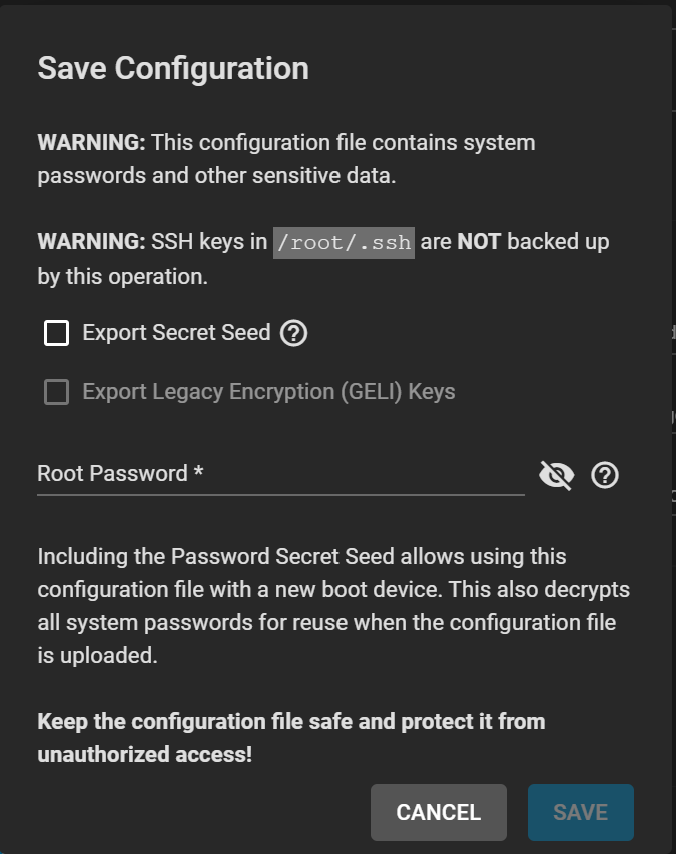 Save Configuration
WARNING: This configuration file contains system
passwords and other sensitive data.
WARNING: SSH keys in /root/.ssh are NOT backed up
by this operation.
Export Secret Seed ?
Export Legacy Encryption (GELI) Keys
Root Password * ?
Including the Password Secret Seed allows using this
configuration file with a new boot device. This also decrypts
all system passwords for reuse when the configuration file
is uploaded.
Keep the configuration file safe and protect it from
unauthorized access!
CANCEL SAVE